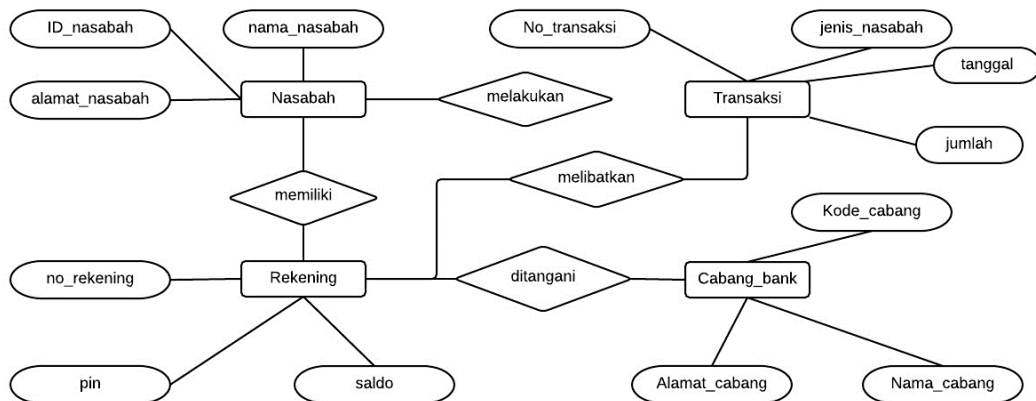 ID_nasabah
nama_nasabah
No_transaksi
jenis_nasabah
tanggal
alamat_nasabah
Nasabah
melakukan
Transaksi
jumlah
melibatkan
memiliki
Kode_cabang
no_rekening
Rekening
ditangani
Cabang_bank
pin
saldo
Alamat_cabang
Nama_cabang